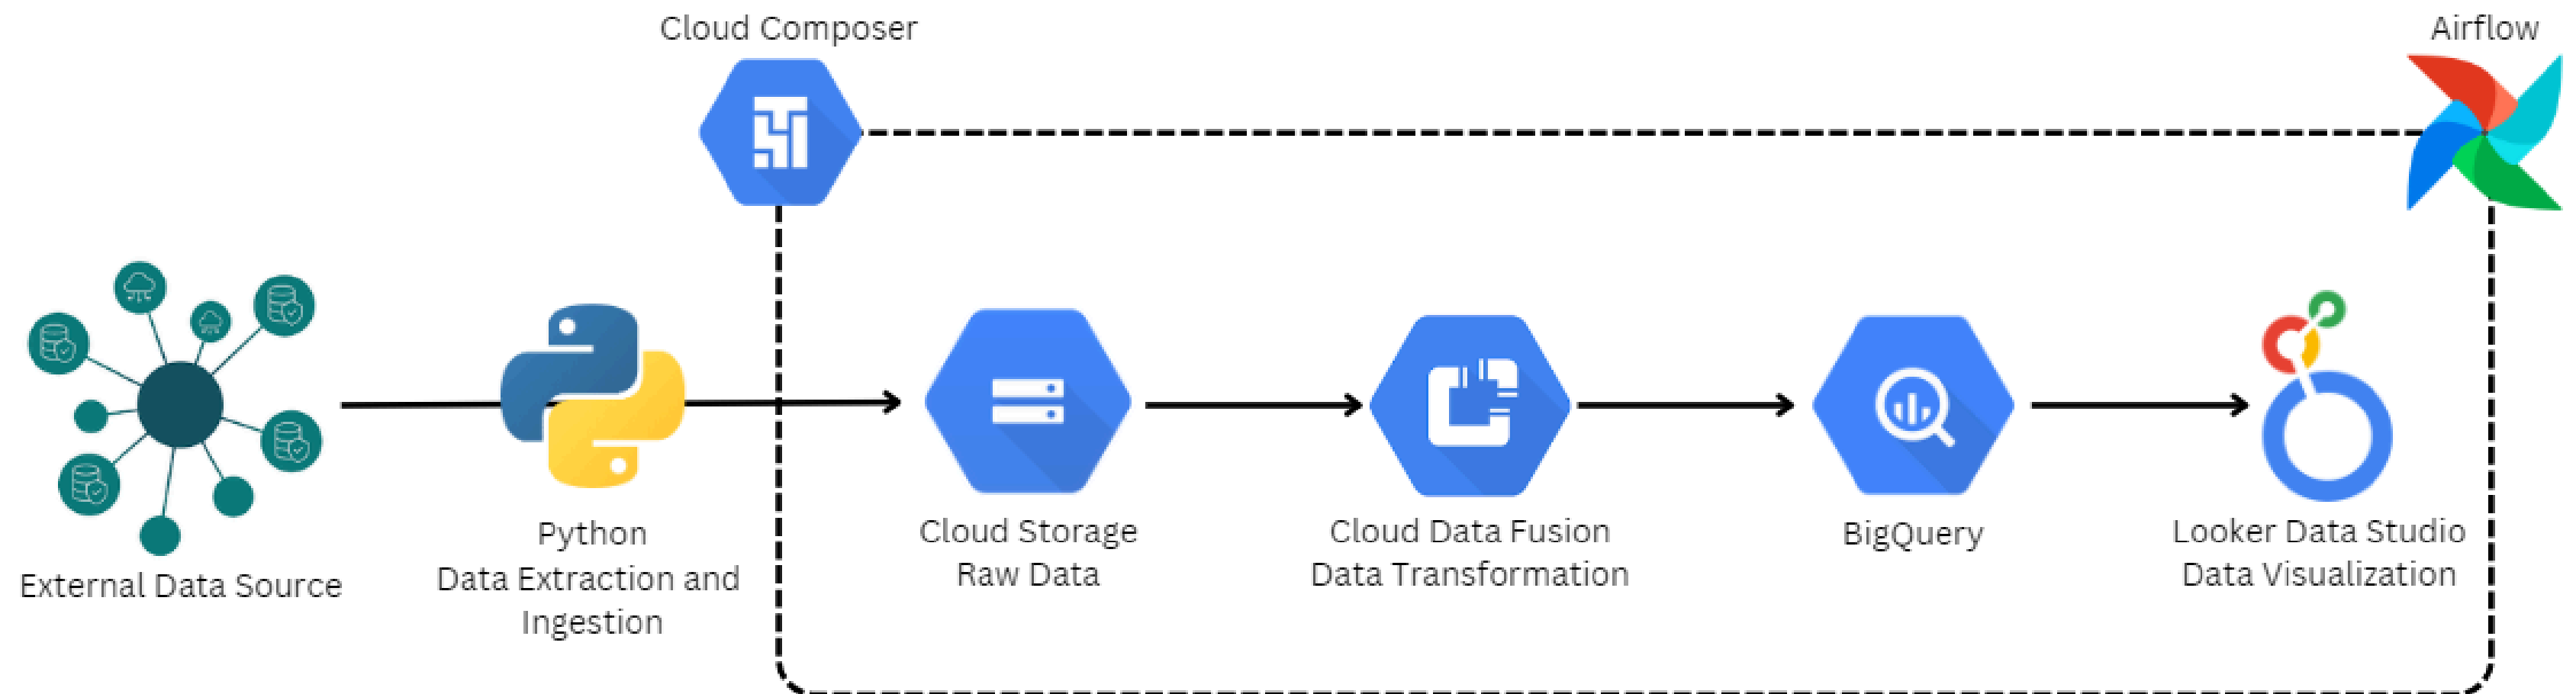 Cloud Composer
Airflow
External Data Source
Python
Data Extraction and
Ingestion
Cloud Storage
Raw Data
Cloud Data Fusion
Data Transformation
BigQuery
Looker Data Studio
Data Visualization